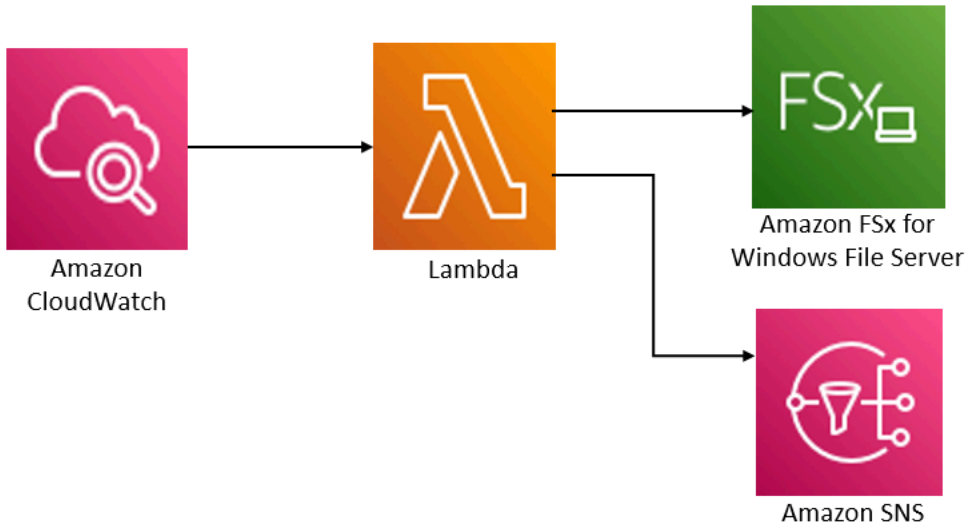 FSx
Amazon FSx for
Windows File Server
Amazon
CloudWatch
Lambda
Amazon SNS